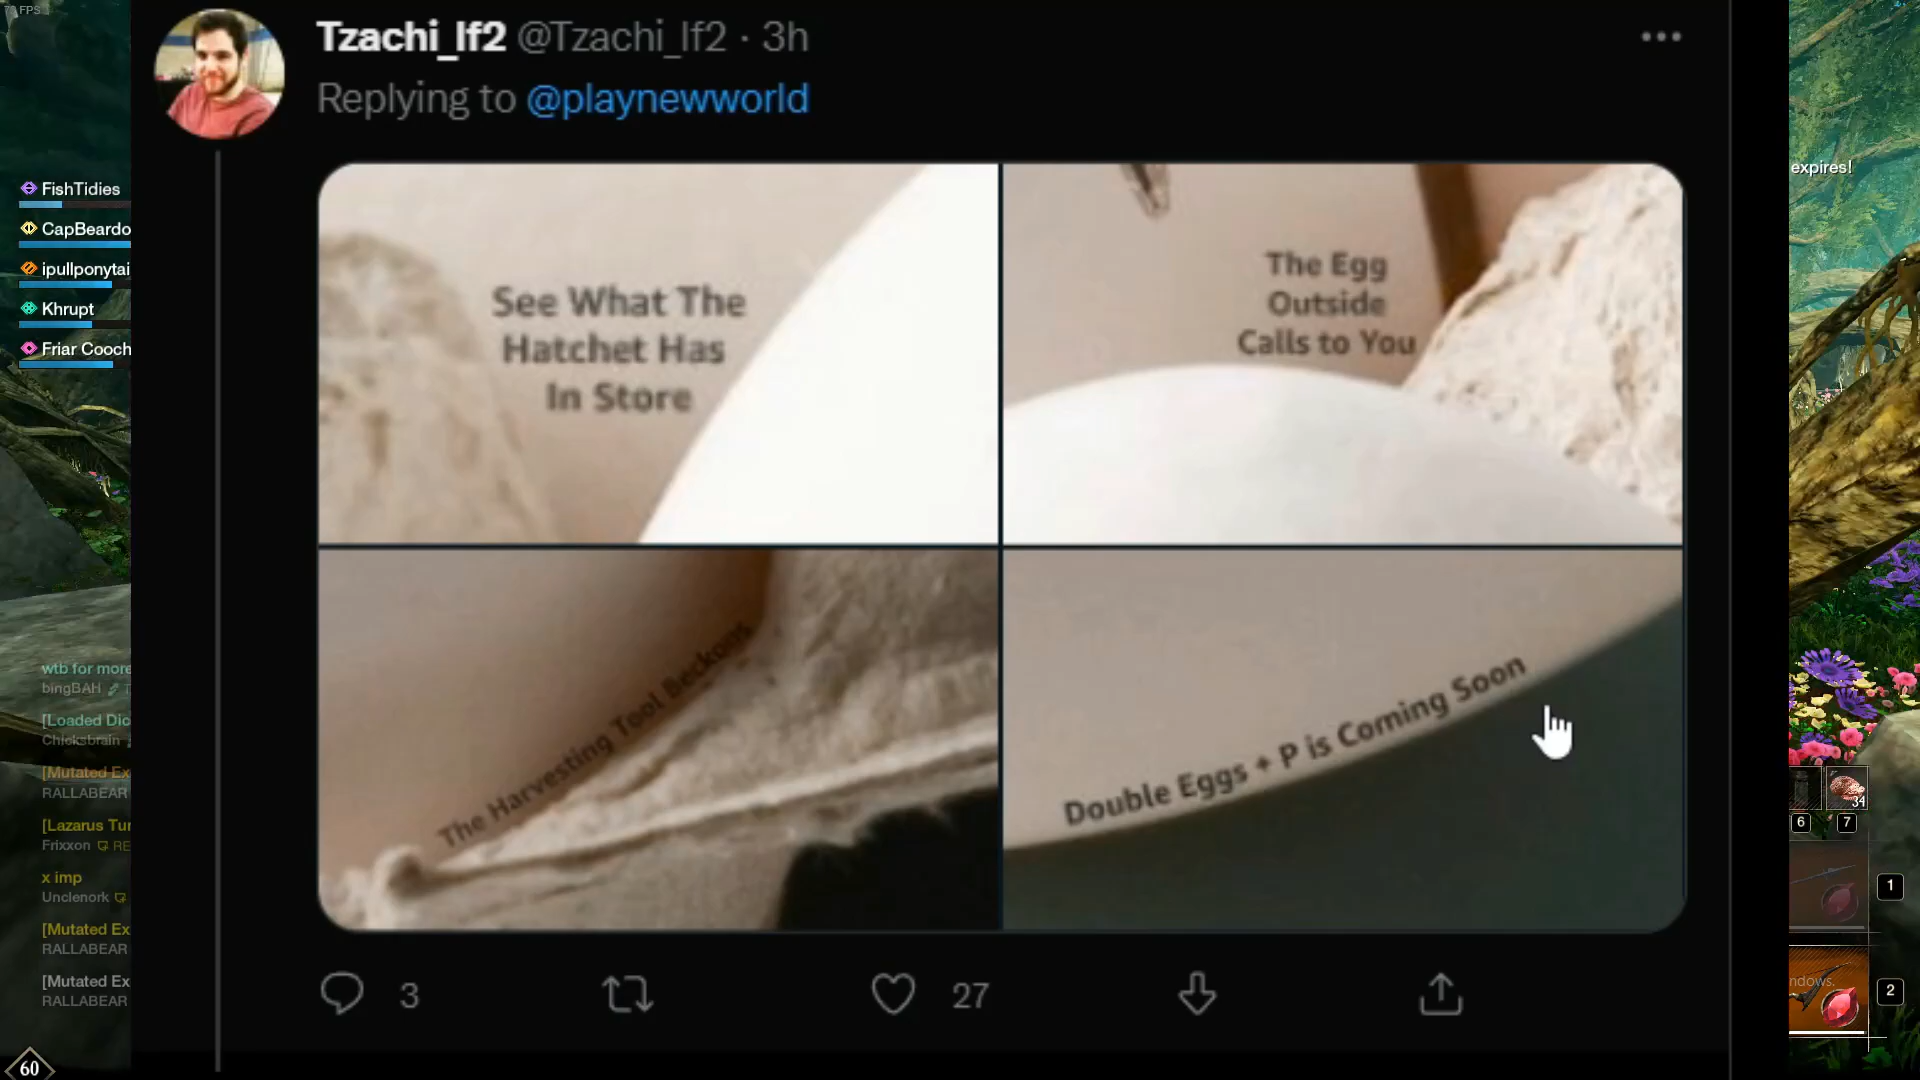 FPS
Tzachi_lf2 @Tzachi_lf2 · 3h
Replying to @playnewworld
expires!
FishTidies
CapBeardo
ipullponytai
Khrupt
Friar Cooch
See What The
Hatchet Has
In Store
The Egg
Outside
Calls to You
The Harvesting Tool Beckons
Double Eggs + P is Coming Soon
wtb for more
bingBAH
[Loaded Dic
Chicksbrain
[Mutated Ex
RALLABEAR
[Lazarus Tur
Frixxon RE
x imp
Unclenork
[Mutated Ex
RALLABEAR
[Mutated Ex
RALLABEAR
3
27
34
6
7
1
ndows.
2
60